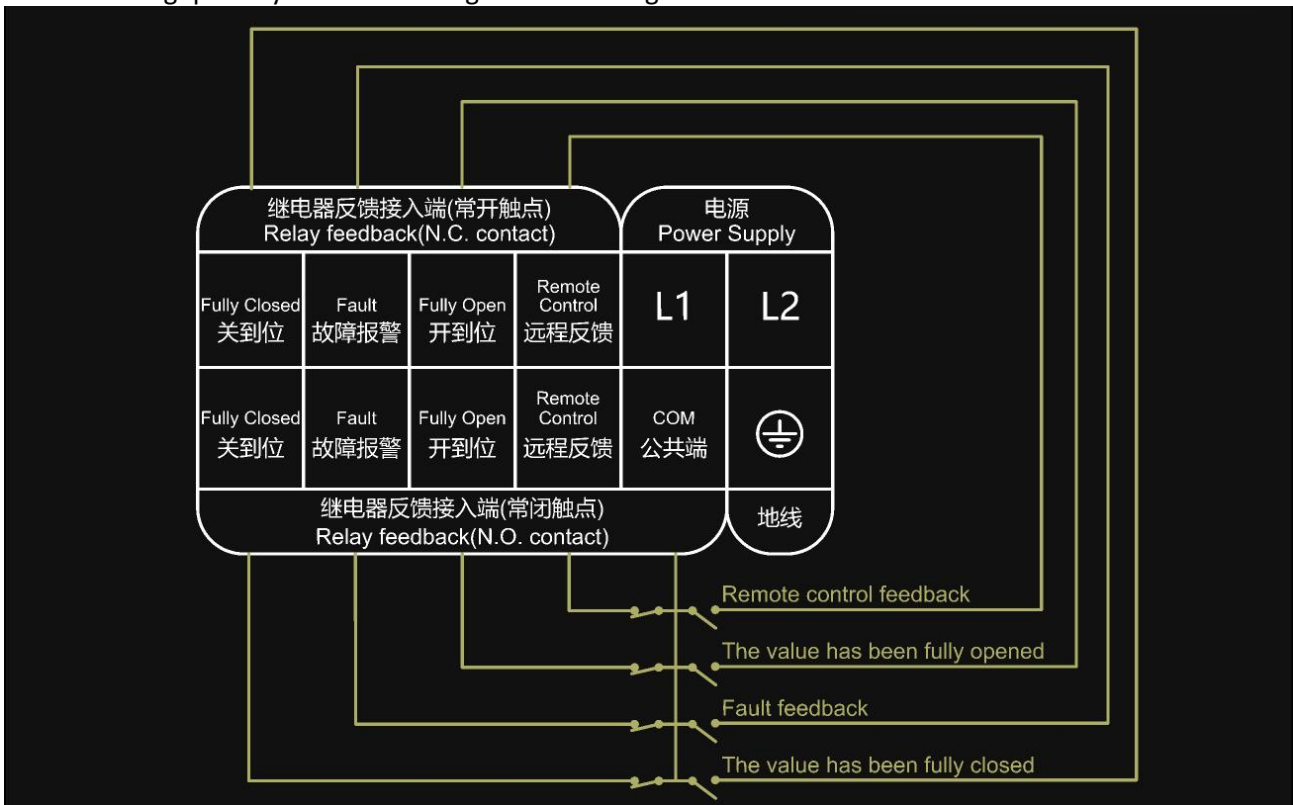 继电器反馈接入端(常开触点)
Relay feedback(N.C. contact)
电源
Power Supply
Fully Closed
关到位
Fault
故障报警
Fully Open
开到位
Remote
Control
远程反馈
L1
L2
Fully Closed
关到位
Fault
故障报警
Fully Open
开到位
Remote
Control
远程反馈
COM
公共端
继电器反馈接入端(常闭触点)
Relay feedback(N.O. contact)
地线
Remote control feedback
The value has been fully opened
Fault feedback
The value has been fully closed